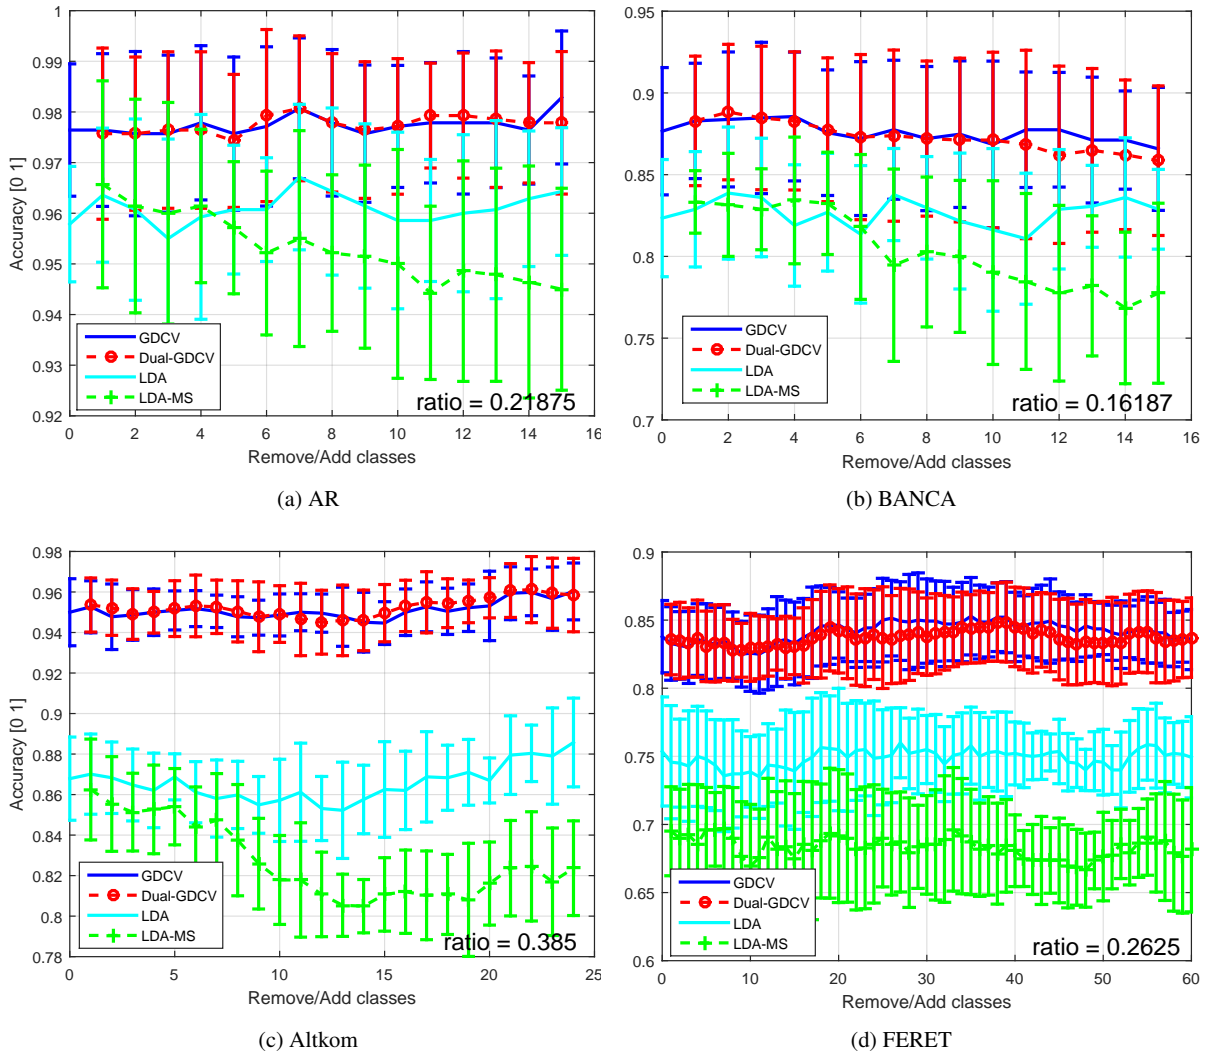 1
0.99
0.98
0.97
0.96
0.95
0.94
0.93
0.92
Accuracy [0 1]
GDCV
Dual-GDCV
LDA
LDA-MS
ratio = 0.21875
0 2 4 6 8 10 12 14 16
Remove/Add classes
(a) AR
0.95
0.9
0.85
0.8
0.75
0.7
GDCV
Dual-GDCV
LDA
LDA-MS
ratio = 0.16187
0 2 4 6 8 10 12 14 16
Remove/Add classes
(b) BANCA
0.98
0.96
0.94
0.92
0.9
0.88
0.86
0.84
0.82
0.8
0.78
Accuracy [0 1]
GDCV
Dual-GDCV
LDA
LDA-MS
ratio = 0.385
0 5 10 15 20 25
Remove/Add classes
(c) Altkom
0.9
0.85
0.8
0.75
0.7
0.65
0.6
GDCV
Dual-GDCV
LDA
LDA-MS
ratio = 0.2625
0 10 20 30 40 50 60
Remove/Add classes
(d) FERET